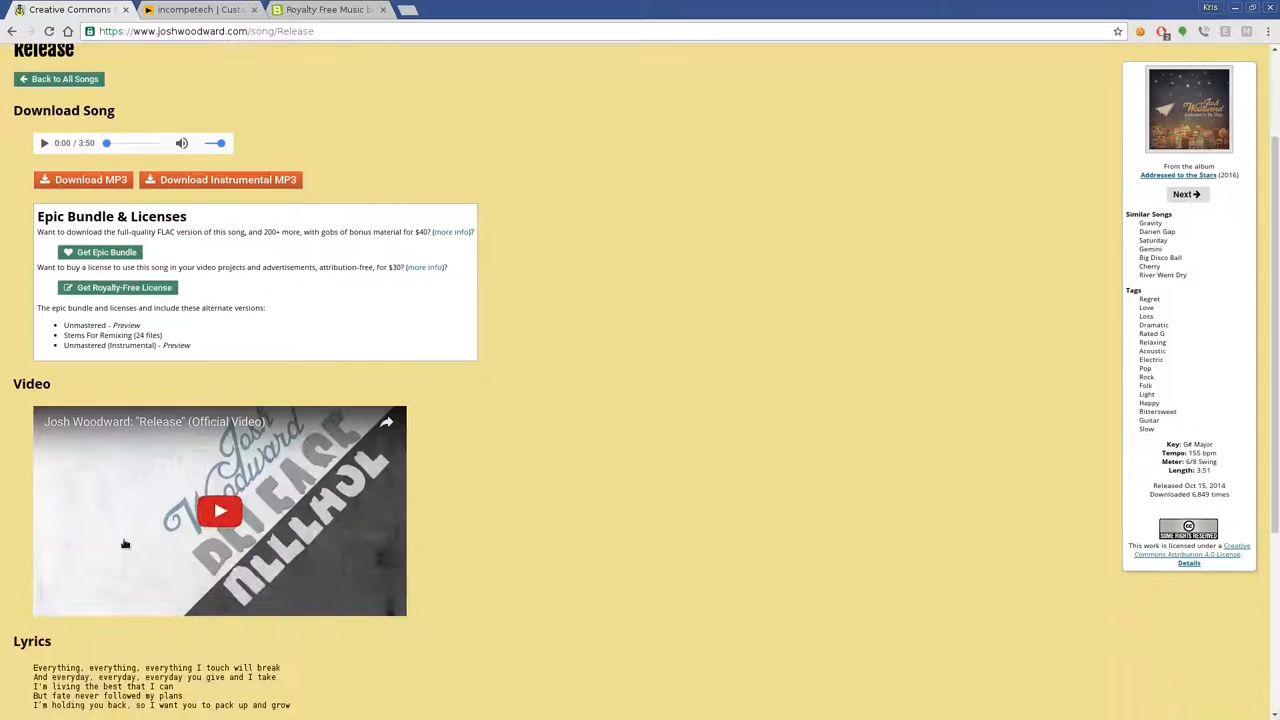 Creative Commons
incompetech | Custo
Royalty Free Music b
Kris
https://www.joshwoodward.com/song/Release
Release
Back to All Songs
Download Song
0:00 / 3:50
Download MP3
Download Instrumental MP3
Epic Bundle & Licenses
Want to download the full-quality FLAC version of this song, and 200+ more, with gobs of bonus material for $40? (more info)?
Get Epic Bundle
Want to buy a license to use this song in your video projects and advertisements, attribution-free, for $30? (more info)?
Get Royalty-Free License
The epic bundle and licenses and include these alternate versions:
Unmastered - Preview
Stems For Remixing (24 files)
Unmastered (Instrumental) - Preview
Video
Josh Woodward: "Release" (Official Video)
Josh
Woodward
RELEASE
Lyrics
Everything, everything, everything I touch will break
And everyday, everyday, everyday you give and I take
I'm living the best that I can
But fate never followed my plans
I'm holding you back, so I want you to pack up and grow
Josh
Woodward
Addressed to the Stars
From the album
Addressed to the Stars (2016)
Next
Similar Songs
Gravity
Darien Gap
Saturday
Gemini
Big Disco Ball
Cherry
River Went Dry
Tags
Regret
Love
Loss
Dramatic
Rated G
Relaxing
Acoustic
Electric
Pop
Rock
Folk
Light
Happy
Bittersweet
Guitar
Slow
Key: G# Major
Tempo: 155 bpm
Meter: 6/8 Swing
Length: 3:51
Released Oct 15, 2014
Downloaded 6,849 times
cc
SOME RIGHTS RESERVED
This work is licensed under a Creative
Commons Attribution 4.0 License.
Details